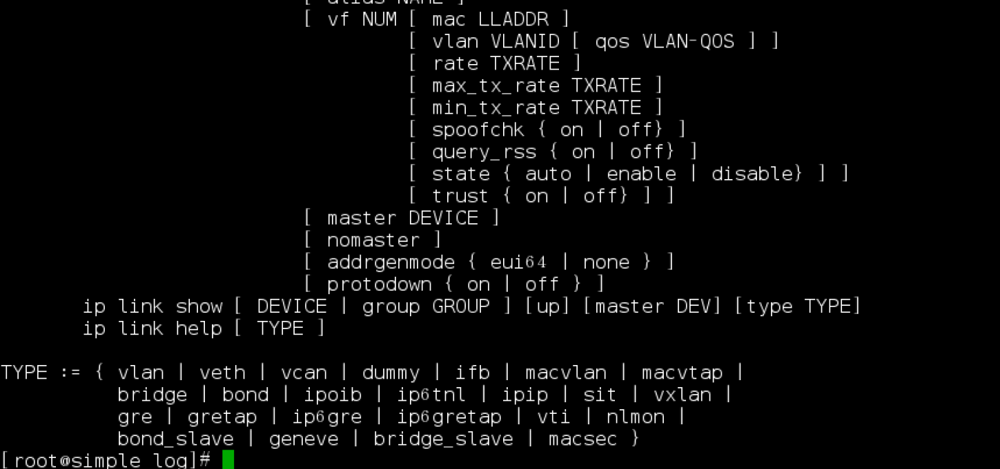 [ alias NAME ]
[ vf NUM [ mac LLADDR ]
[ vlan VLANID [ qos VLAN-QOS ] ]
[ rate TXRATE ]
[ max_tx_rate TXRATE ]
[ min_tx_rate TXRATE ]
[ spoofchk { on | off} ]
[ query_rss { on | off} ]
[ state { auto | enable | disable} ] ]
[ trust { on | off} ] ]
[ master DEVICE ]
[ nomaster ]
[ addrgenmode { eui64 | none } ]
[ protodown { on | off } ]
ip link show [ DEVICE | group GROUP ] [up] [master DEV] [type TYPE]
ip link help [ TYPE ]
TYPE := { vlan | veth | vcan | dummy | ifb | macvlan | macvtap |
bridge | bond | ipoib | ip6tnl | ipip | sit | vxlan |
gre | gretap | ip6gre | ip6gretap | vti | nlmon |
bond_slave | geneve | bridge_slave | macsec }
[root@simple log]#